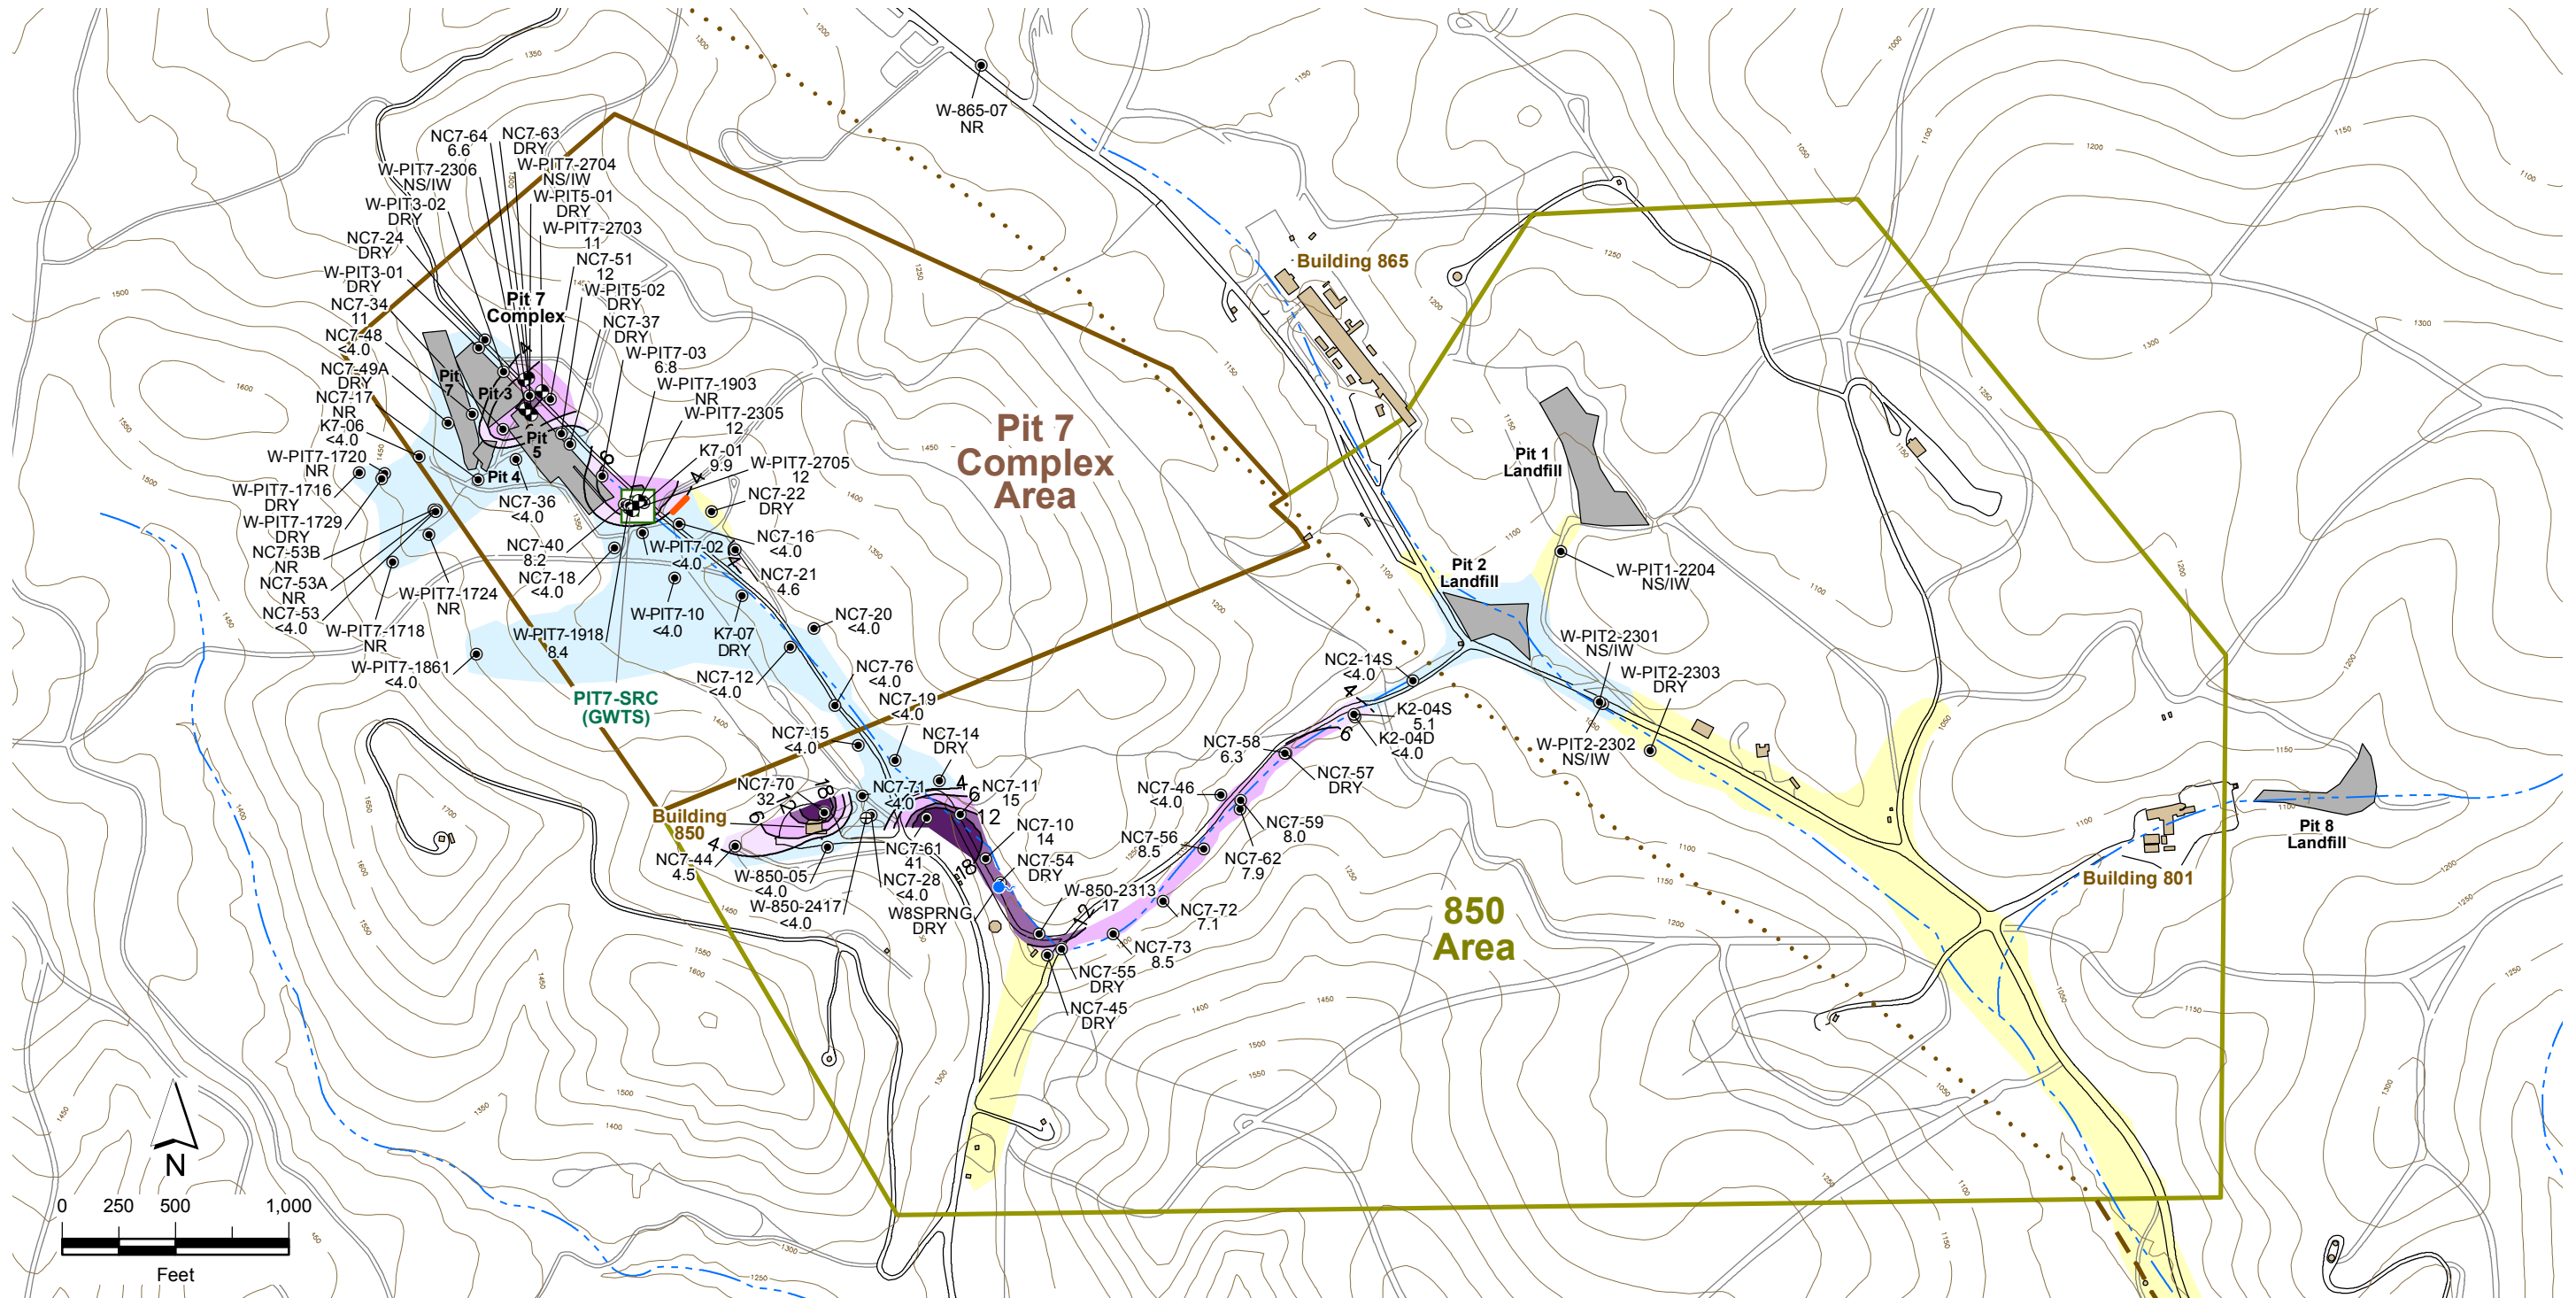 W-865-07
NR
NC7-64
6.6
NC7-63
DRY
W-PIT7-2306
NS/IW
W-PIT7-2704
NS/IW
W-PIT3-02
DRY
W-PIT5-01
DRY
NC7-24
DRY
W-PIT7-2703
11
W-PIT3-01
DRY
NC7-51
12
NC7-34
11
W-PIT5-02
DRY
NC7-48
<4.0
NC7-37
DRY
NC7-49A
DRY
W-PIT7-03
6.8
NC7-17
NR
W-PIT7-1903
NR
K7-06
<4.0
W-PIT7-2305
12
W-PIT7-1720
NR
K7-01
9.9
W-PIT7-2705
12
W-PIT7-1716
DRY
NC7-22
DRY
W-PIT7-1729
DRY
NC7-36
<4.0
NC7-53B
NR
NC7-40
8.2
W-PIT7-02
<4.0
NC7-16
<4.0
NC7-53A
NR
NC7-18
<4.0
NC7-21
4.6
NC7-53
<4.0
W-PIT7-1724
NR
W-PIT7-10
<4.0
NC7-20
<4.0
W-PIT7-1718
NR
W-PIT7-1918
8.4
K7-07
DRY
W-PIT7-1861
<4.0
NC7-12
<4.0
NC7-76
<4.0
PIT7-SRC
(GWTS)
NC7-19
<4.0
NC7-15
<4.0
NC7-14
DRY
NC7-70
32
NC7-71
<4.0
NC7-11
15
Building
850
NC7-10
14
NC7-44
4.5
W-850-05
<4.0
NC7-61
41
NC7-54
DRY
NC7-28
<4.0
W-850-2417
<4.0
W8SPRNG
DRY
W-850-2313
17
NC7-55
DRY
NC7-45
DRY
NC7-73
8.5
NC7-72
7.1
NC7-62
7.9
NC7-59
8.0
NC7-56
8.5
NC7-46
<4.0
NC7-58
6.3
NC7-57
DRY
K2-04S
5.1
K2-04D
<4.0
NC2-14S
<4.0
W-PIT1-2204
NS/IW
W-PIT2-2301
NS/IW
W-PIT2-2303
DRY
W-PIT2-2302
NS/IW
Pit 7
Complex
Pit
7
Pit 3
Pit
5
Pit 4
Pit 7
Complex
Area
Building 865
Pit 1
Landfill
Pit 2
Landfill
Pit 8
Landfill
Building 801
850
Area
4
6
4
4
4
6
12
18
4
6
12
18
12
4
6
N
0 250 500 1,000
Feet